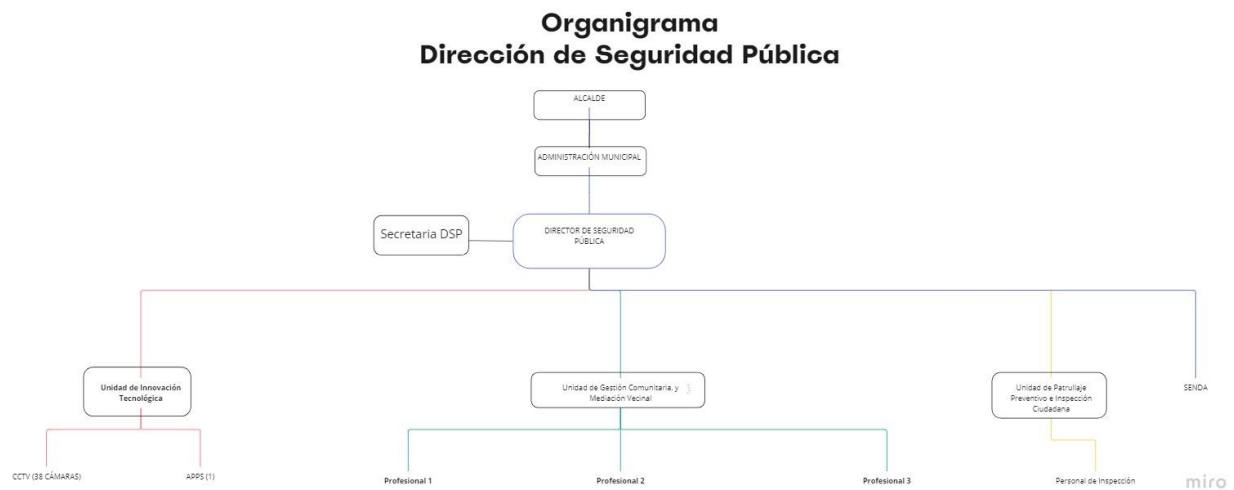 Organigrama
Dirección de Seguridad Pública
ALCALDE
ADMINISTRACIÓN MUNICIPAL
Secretaria DSP
DIRECTOR DE SEGURIDAD
PÚBLICA
Unidad de Innovación
Tecnológica
Unidad de Gestión Comunitaria, y
Mediación Vecinal
Unidad de Patrullaje
Preventivo e Inspección
Ciudadana
SENDA
CCTV (38 CÁMARAS)
APPS (1)
Profesional 1
Profesional 2
Profesional 3
Personal de Inspección
miro